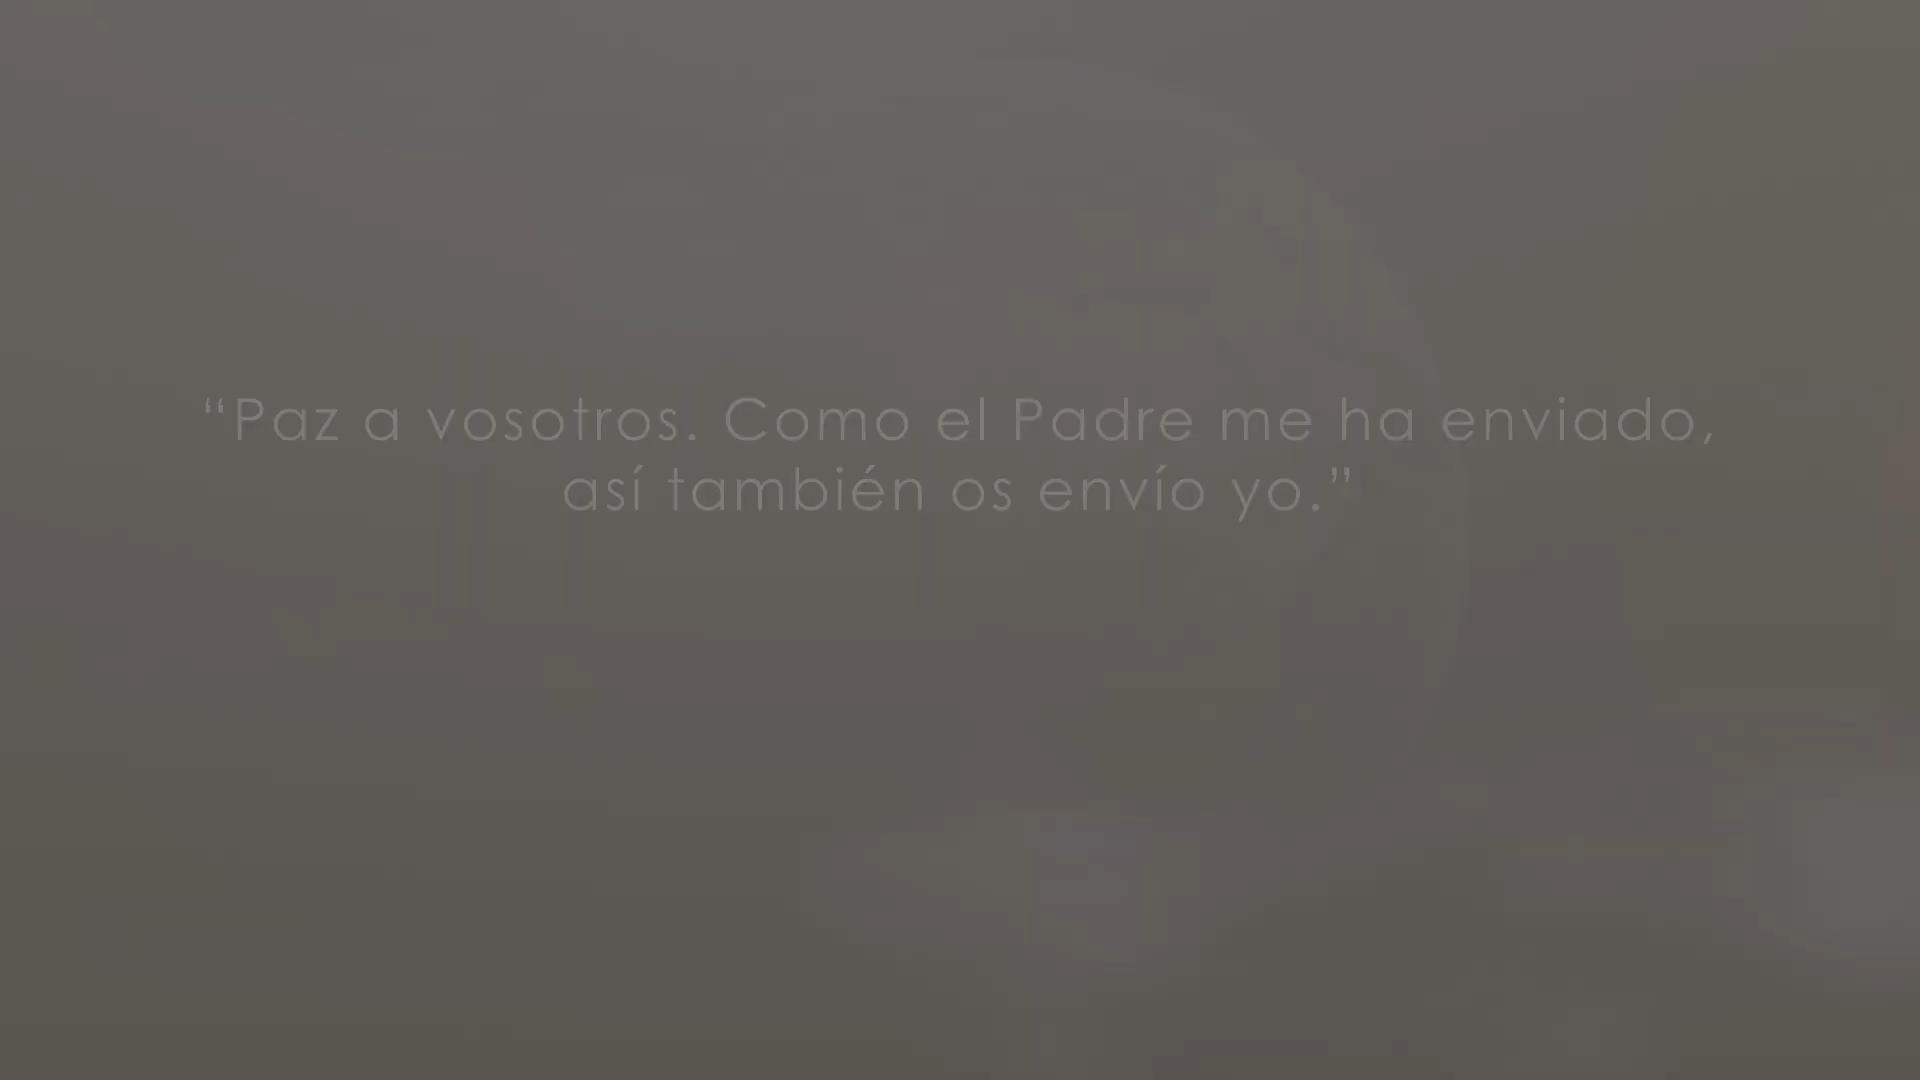 “Paz a vosotros. Como el Padre me ha enviado,
así también os envío yo.”